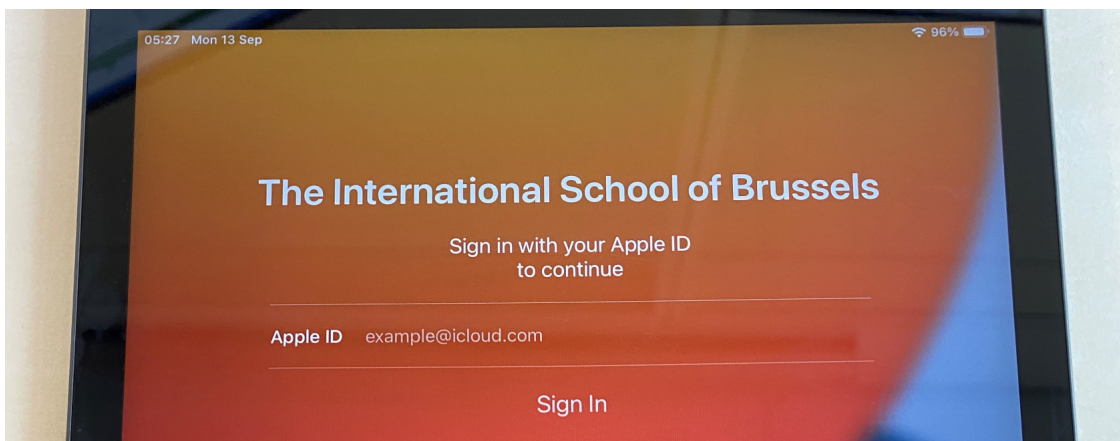 05:27 Mon 13 Sep 96%
The International School of Brussels
Sign in with your Apple ID
to continue
Apple ID example@icloud.com
Sign In